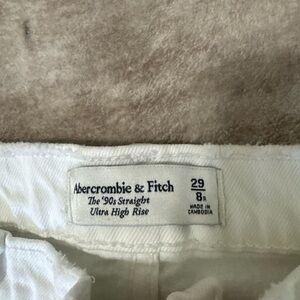 Abercrombie & Fitch
The '90s Straight
Ultra High Rise
29
8R
MADE IN
CAMBODIA